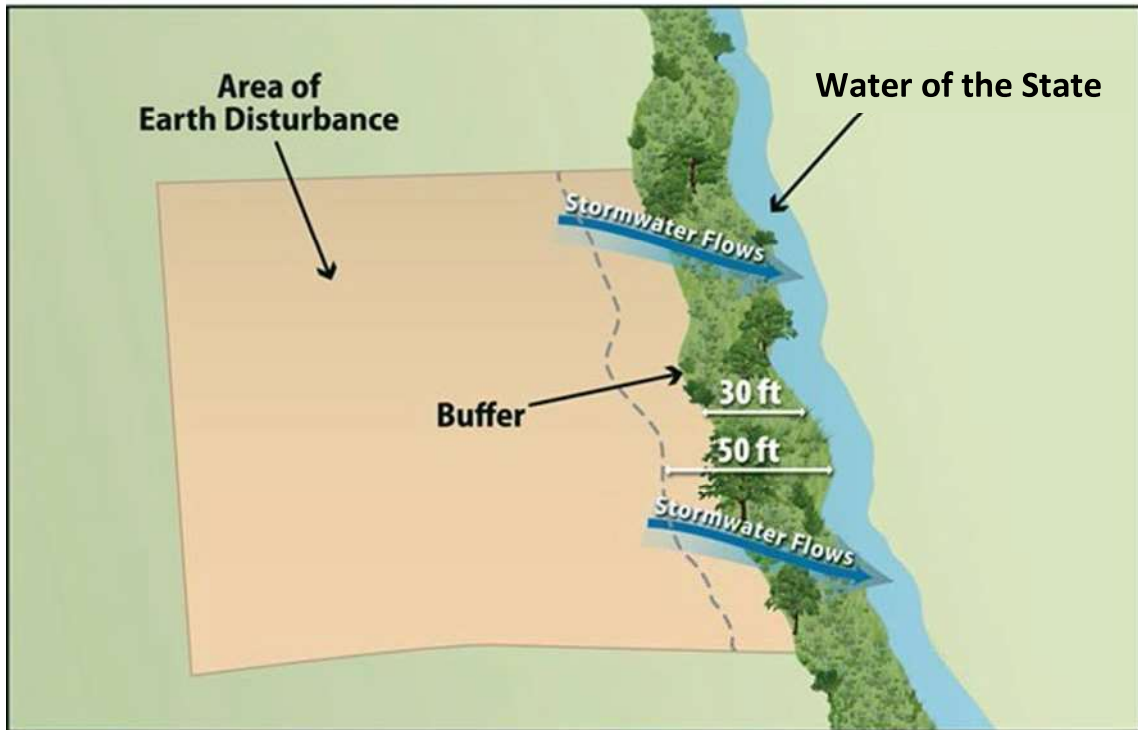 Area of
Earth Disturbance
Water of the State
Stormwater Flows
Buffer
30 ft
50 ft
Stormwater Flows